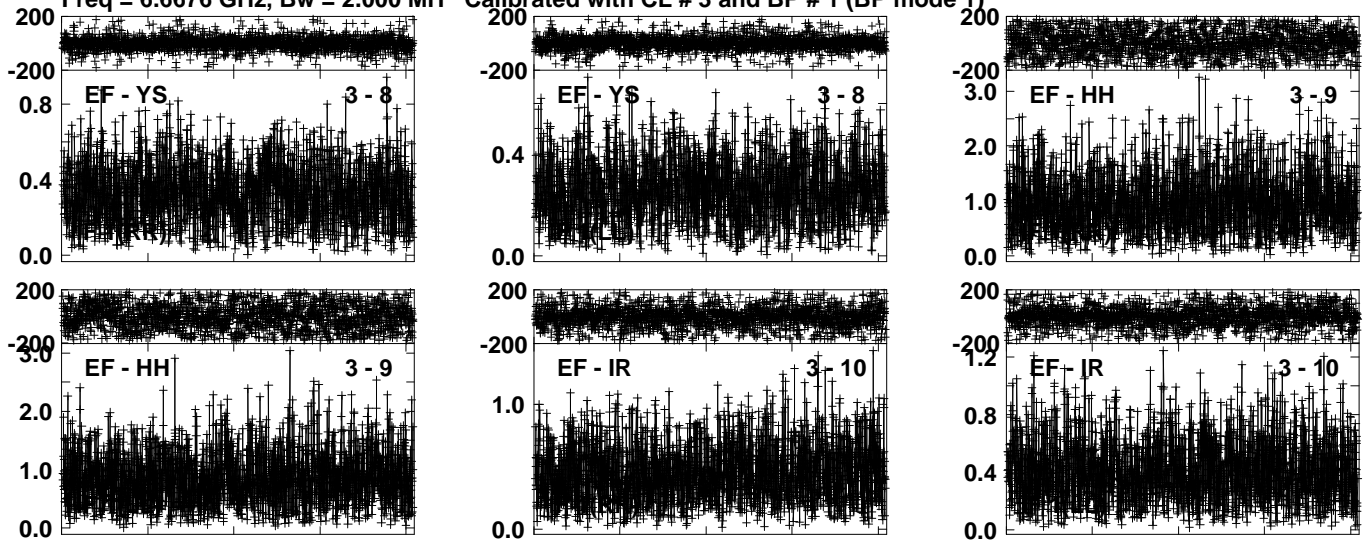 Freq = 6.6676 GHz, Bw = 2.000 MH Calibrated with CL # 3 and BP # 1 (BP mode 1)
200 200 200
-200 -200 -200
EF - YS 3 - 8 EF - YS 3 - 8 EF - HH 3 - 9
0.8 3.0
0.4 0.4 2.0
1.0
0.0 0.0 0.0
200 200 200
-200 -200 -200
3.0 1.2
EF - HH 3 - 9 EF - IR 3 - 10 EF - IR 3 - 10
2.0 1.0 0.8
1.0 0.4
0.0 0.0 0.0